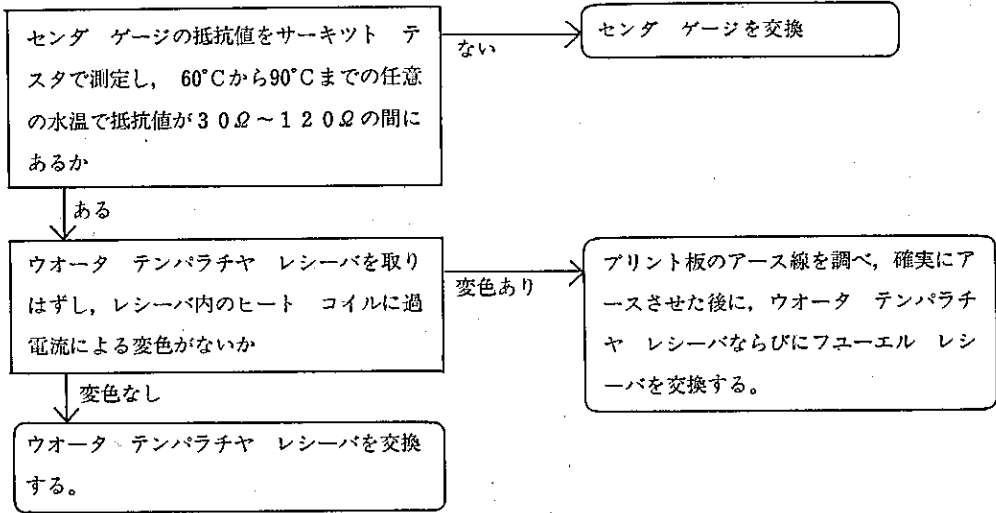 センダ ゲージの抵抗値をサーキツト テ
スタで測定し, 60°Cから90°Cまでの任意
の水温で抵抗値が30Ω~120Ωの間に
あるか
ない
センダ ゲージを交換
ある
ウオータ テンパラチヤ レシーバを取り
はずし,レシーバ内のヒート コイルに過
電流による変色がないか
変色あり
プリント板のアース線を調べ,確実にア
ースさせた後に,ウオータ テンパラチ
ヤ レシーバならびにフユーエル レシ
ーバを交換する。
変色なし
ウオータ テンパラチヤ レシーバを交換
する。